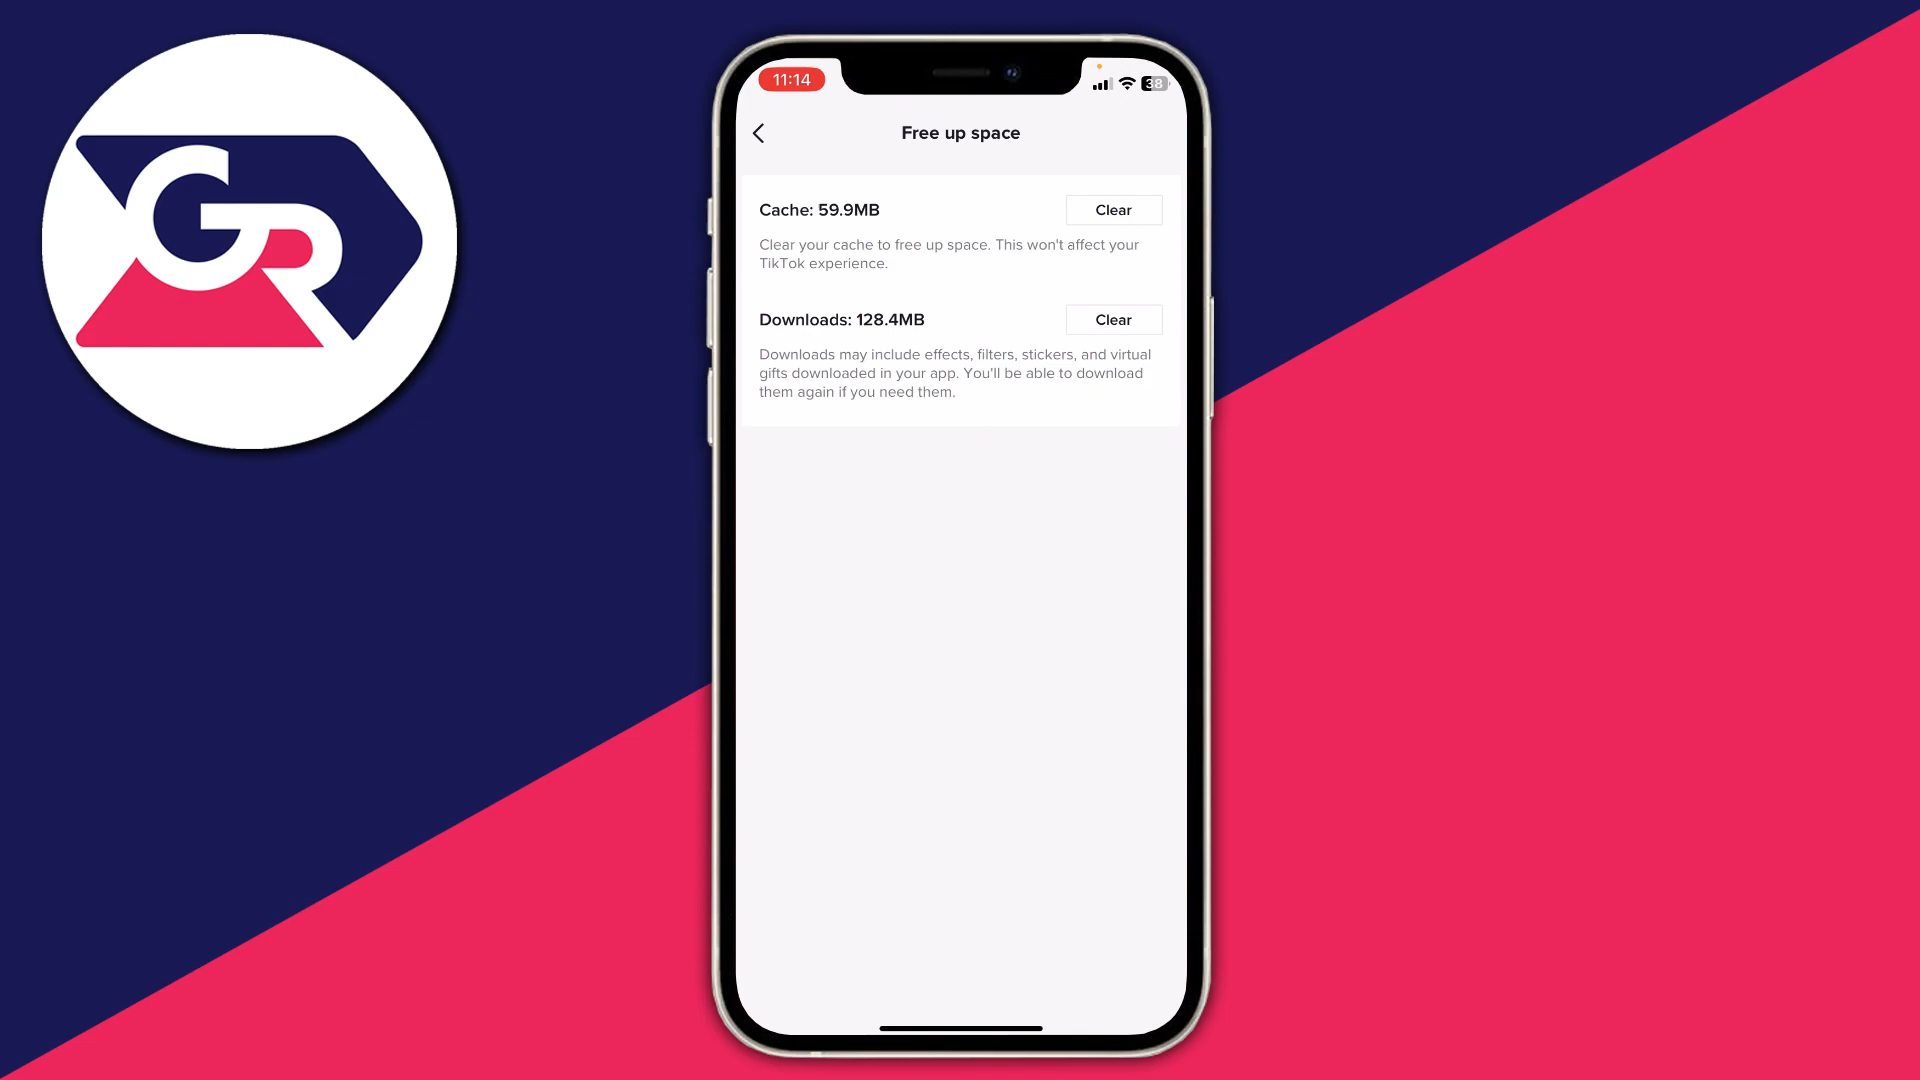 GR
11:14
38
Free up space
Cache: 59.9MB
Clear
Clear your cache to free up space. This won't affect your
TikTok experience.
Downloads: 128.4MB
Clear
Downloads may include effects, filters, stickers, and virtual
gifts downloaded in your app. You'll be able to download
them again if you need them.